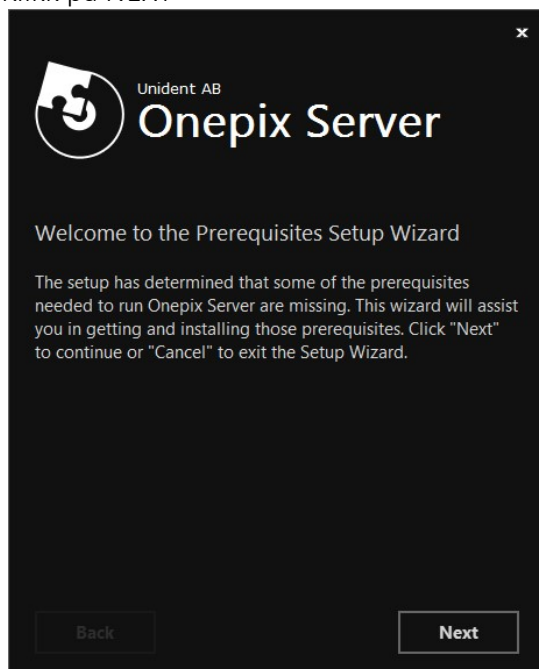 x
Unident AB
Onepix Server
Welcome to the Prerequisites Setup Wizard
The setup has determined that some of the prerequisites
needed to run Onepix Server are missing. This wizard will assist
you in getting and installing those prerequisites. Click "Next"
to continue or "Cancel" to exit the Setup Wizard.
Back
Next